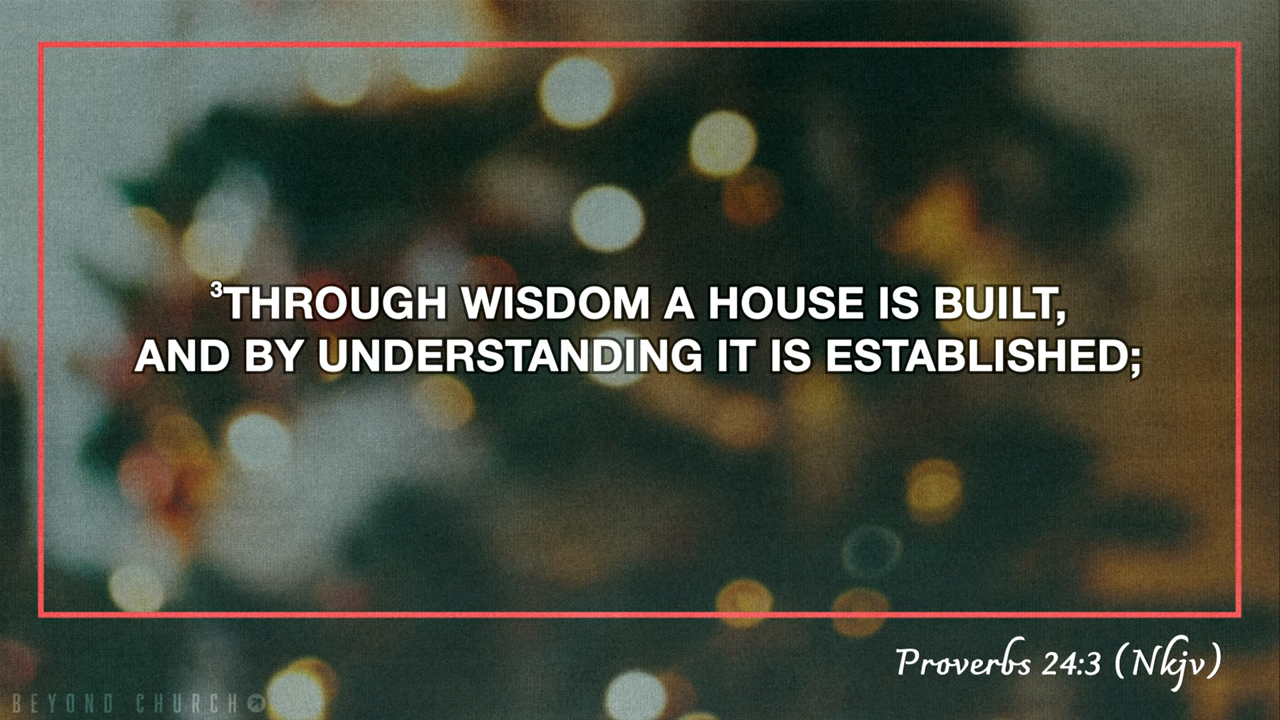 ³THROUGH WISDOM A HOUSE IS BUILT,
AND BY UNDERSTANDING IT IS ESTABLISHED;
Proverbs 24:3 (Nkjv)
BEYOND CHURCH